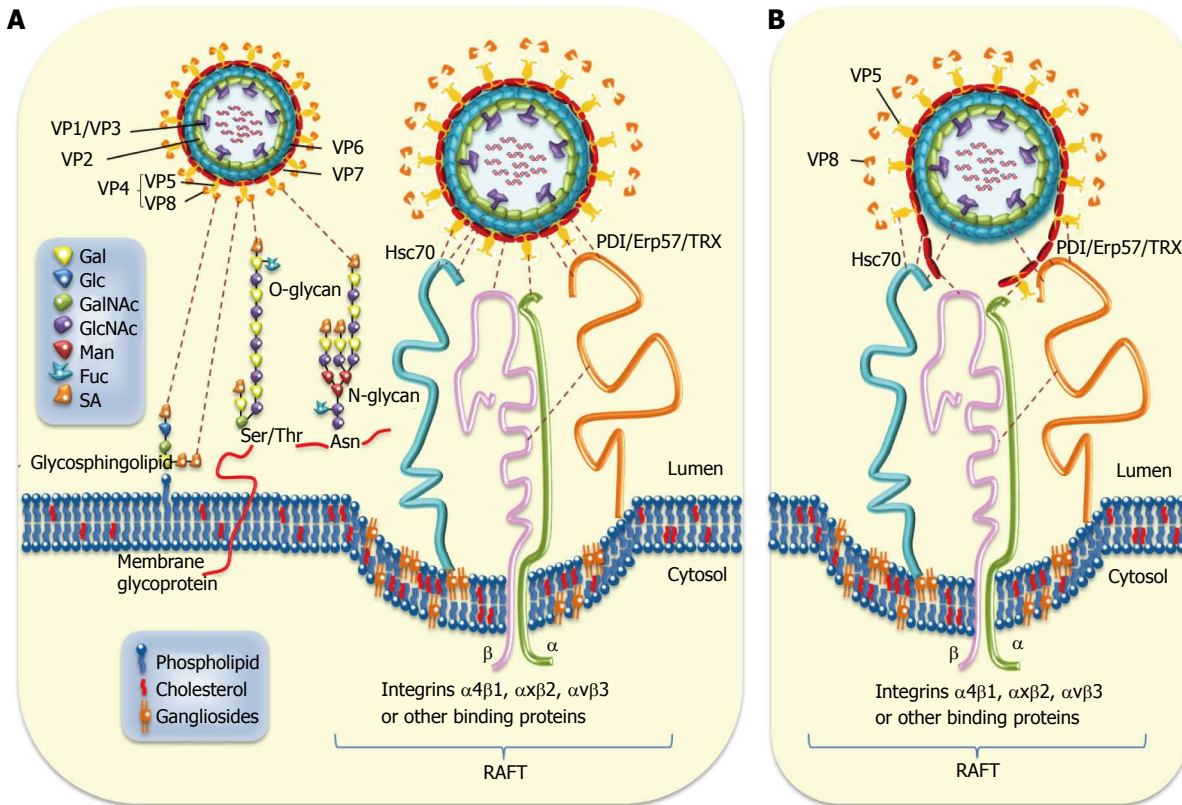 A
VP1/VP3
VP2
VP4
VP5
VP8
VP6
VP7
Gal
Glc
GalNAc
GlcNAc
Man
Fuc
SA
O-glycan
N-glycan
Ser/Thr
Asn
Glycosphingolipid
Membrane
glycoprotein
Hsc70
PDI/Erp57/TRX
Lumen
Cytosol
Phospholipid
Cholesterol
Gangliosides
β
α
Integrins α4β1, αxβ2, αvβ3
or other binding proteins
RAFT
B
VP5
VP8
Hsc70
PDI/Erp57/TRX
Lumen
Cytosol
β
α
Integrins α4β1, αxβ2, αvβ3
or other binding proteins
RAFT